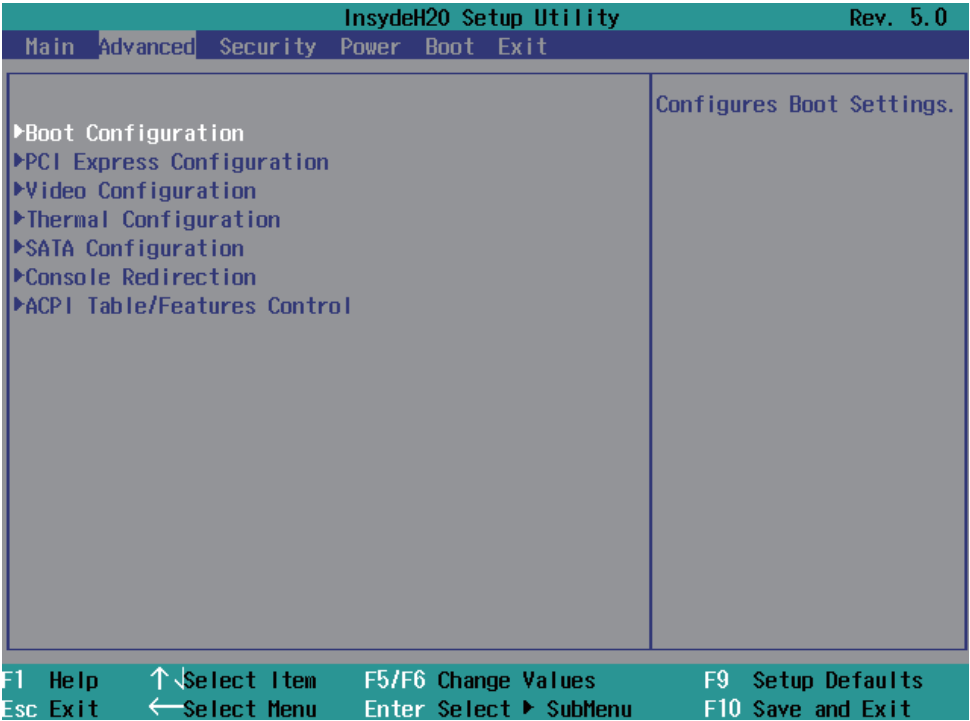 InsydeH20 Setup Utility Rev. 5.0
Main Advanced Security Power Boot Exit
Configures Boot Settings.
▶Boot Configuration
▶PCI Express Configuration
▶Video Configuration
▶Thermal Configuration
▶SATA Configuration
▶Console Redirection
▶ACPI Table/Features Control
F1 Help ↑↓Select Item F5/F6 Change Values F9 Setup Defaults
Esc Exit ←Select Menu Enter Select ▶ SubMenu F10 Save and Exit